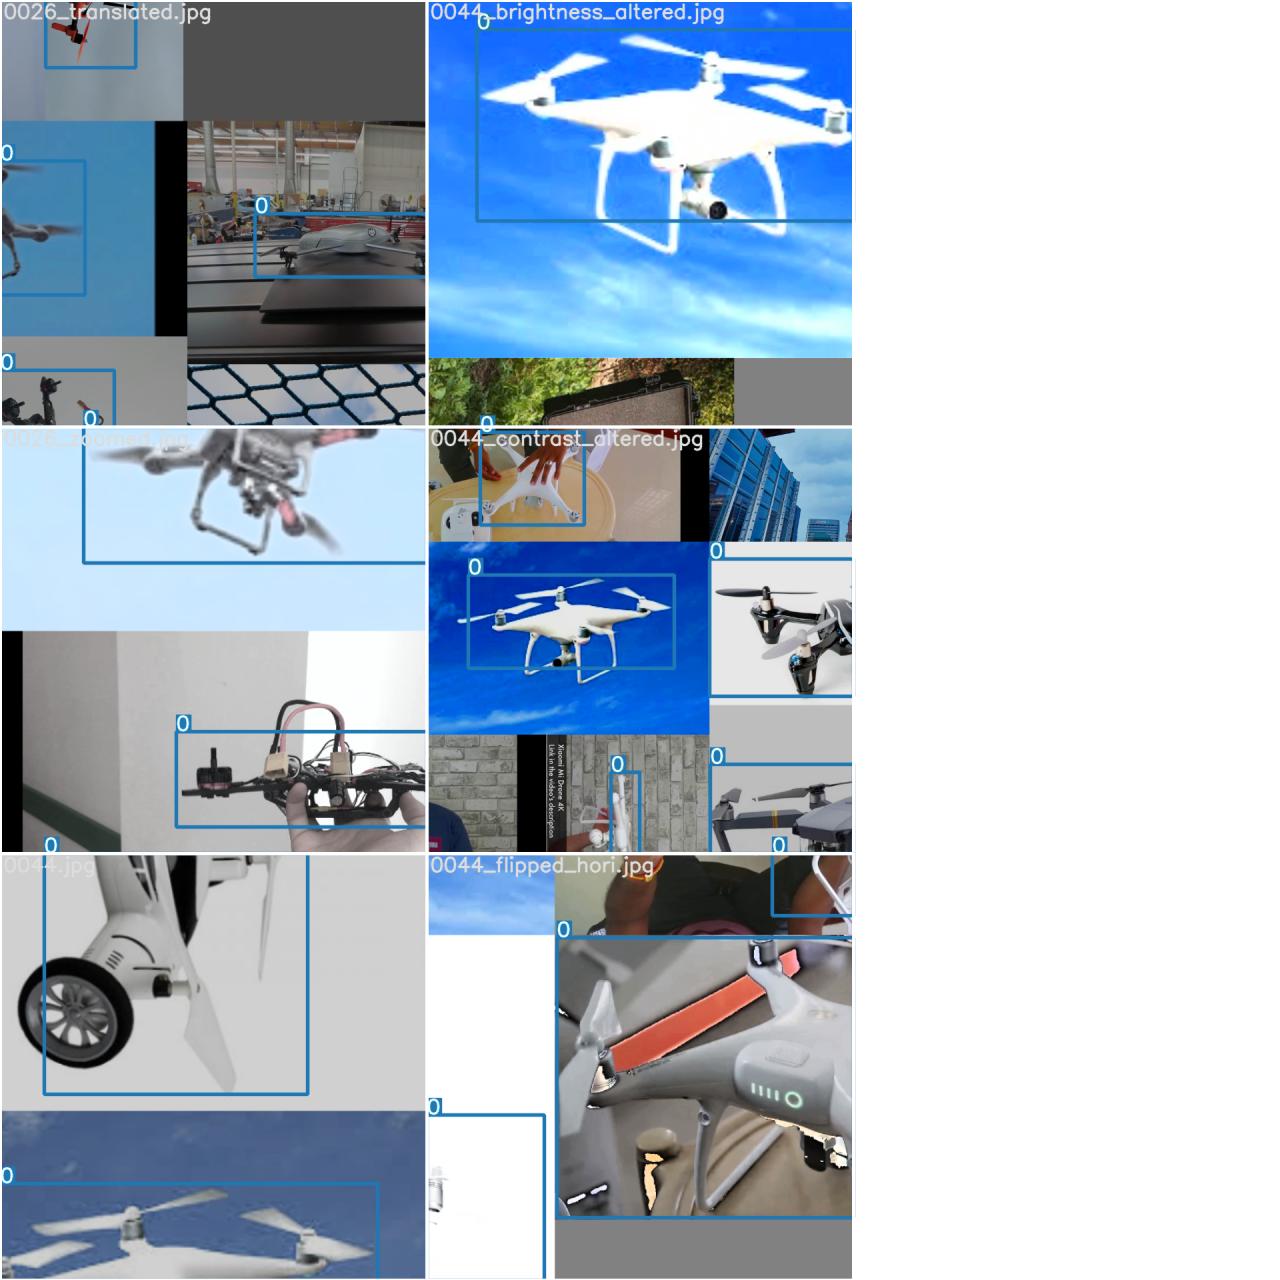 0026_translated.jpg
0
0
0
0
0044_brightness_altered.jpg
0
0026_zoomed.jpg
0
0
0044_contrast_altered.jpg
0
0
0
0
0
Xiaomi Mi Drone 4K
Link in the video's description
0
0044.jpg
0
0044_flipped_hori.jpg
0
0
0